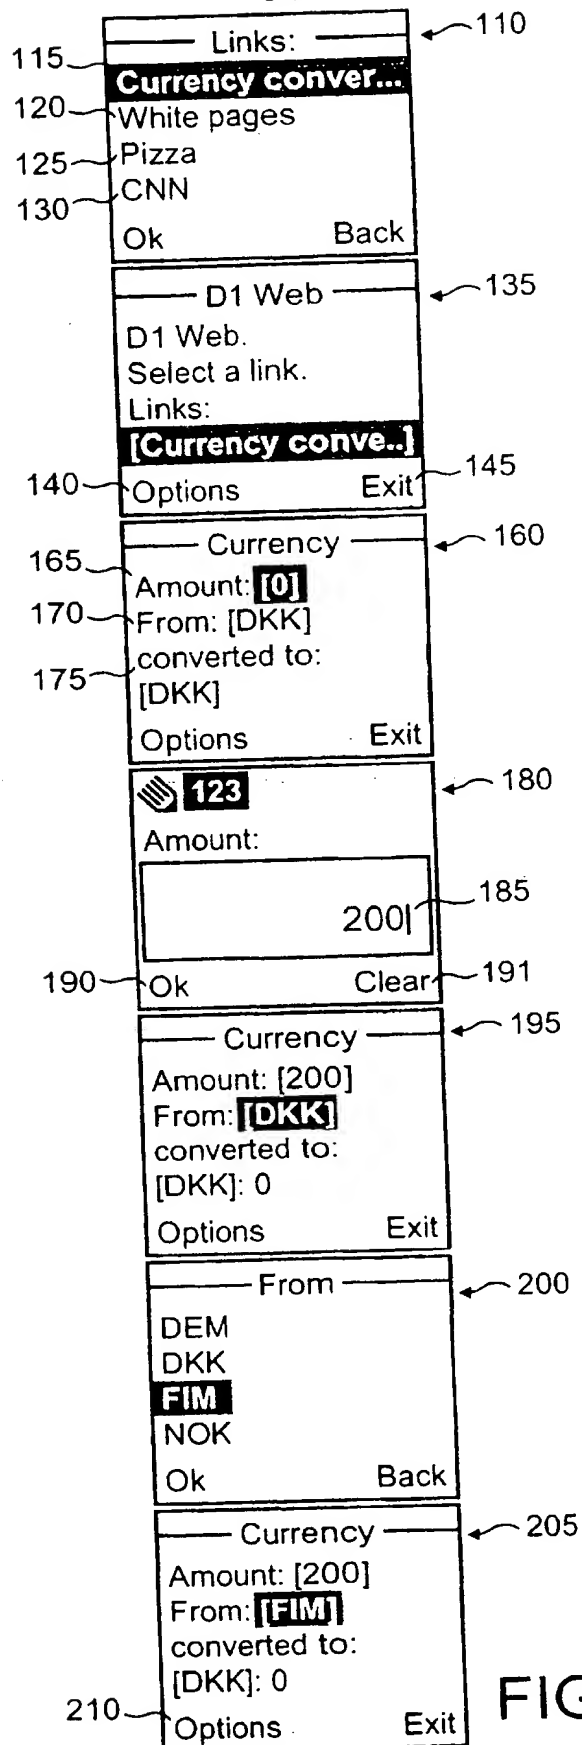 Links: 110
115
Currency conver...
120 White pages
125 Pizza
130 CNN
Ok Back
D1 Web 135
D1 Web.
Select a link.
Links:
[Currency conve..]
140 Options Exit 145
Currency 160
165 Amount: [0]
170 From: [DKK]
175 converted to:
[DKK]
Options Exit
123 180
Amount:
200 185
190 Ok Clear 191
Currency 195
Amount: [200]
From: [DKK]
converted to:
[DKK]: 0
Options Exit
From 200
DEM
DKK
FIM
NOK
Ok Back
Currency 205
Amount: [200]
From: [FIM]
converted to:
[DKK]: 0
210 Options Exit
FIG